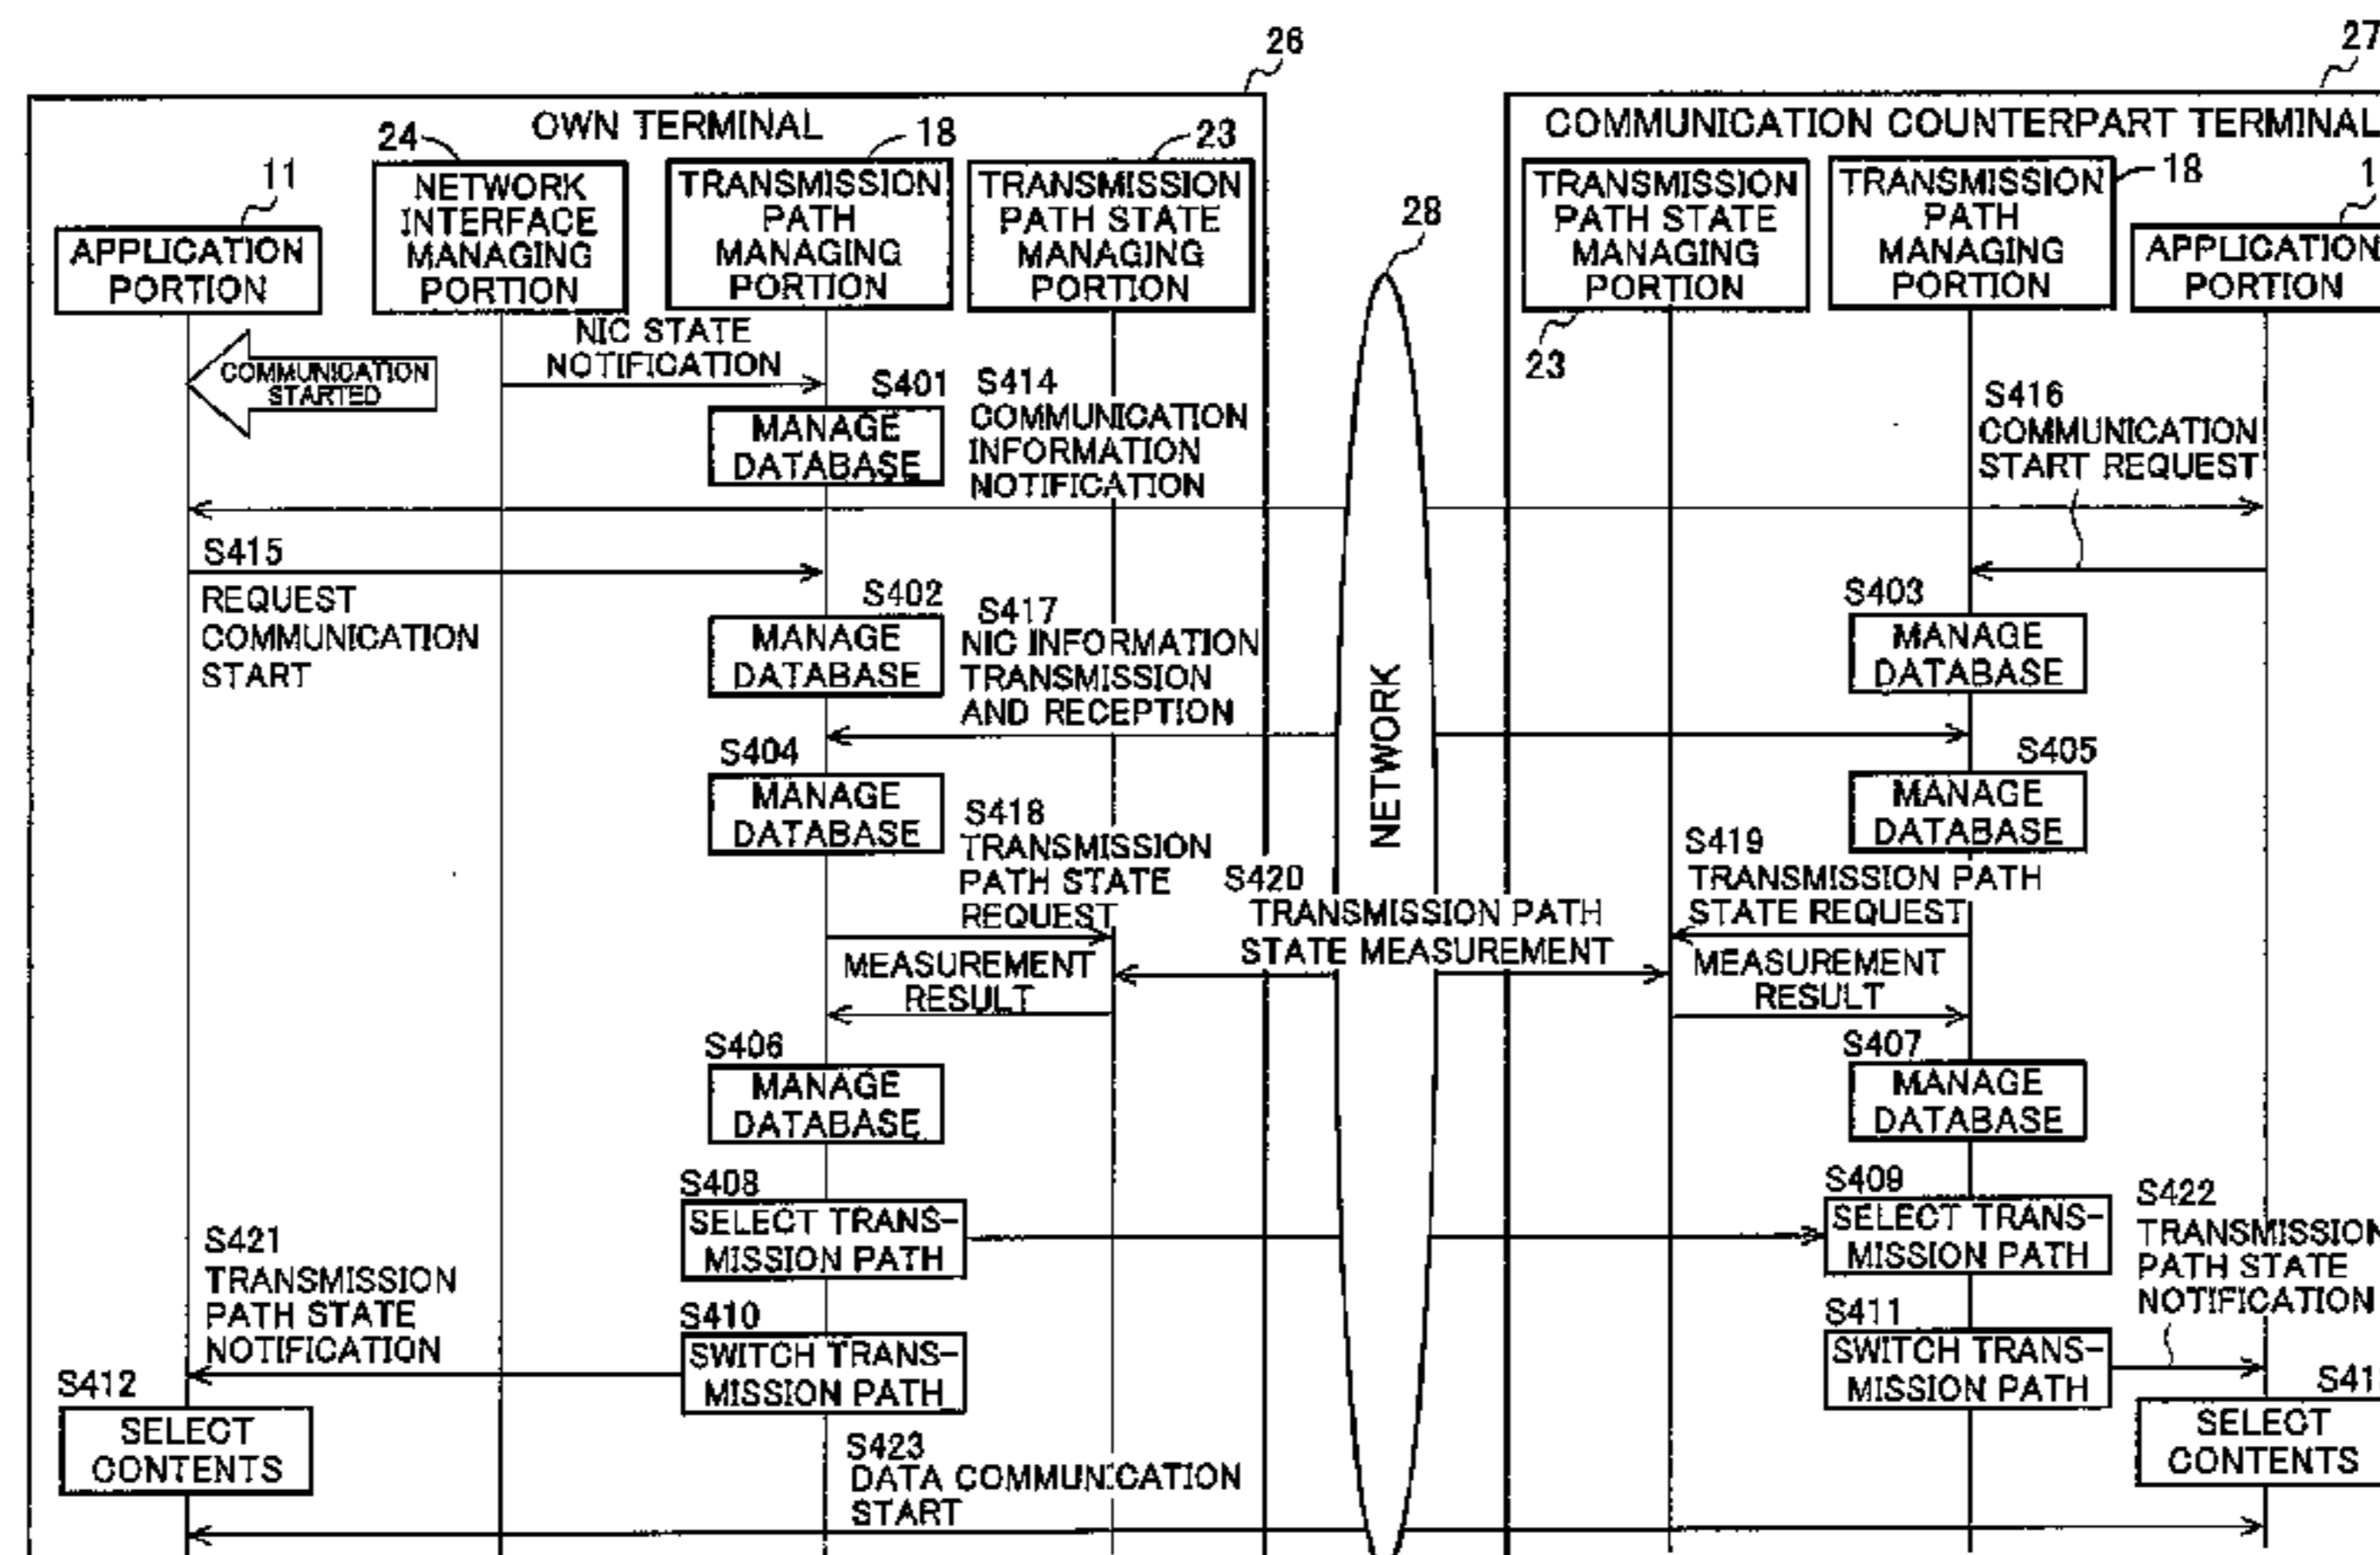 26
27
OWN TERMINAL
COMMUNICATION COUNTERPART TERMINAL
11
APPLICATION
PORTION
24
NETWORK
INTERFACE
MANAGING
PORTION
18
TRANSMISSION
PATH
MANAGING
PORTION
23
TRANSMISSION
PATH STATE
MANAGING
PORTION
28
NETWORK
TRANSMISSION
PATH STATE
MANAGING
PORTION
23
TRANSMISSION
PATH
MANAGING
PORTION
18
1
APPLICATION
PORTION
COMMUNICATION
STARTED
NIC STATE
NOTIFICATION
S401
MANAGE
DATABASE
S414
COMMUNICATION
INFORMATION
NOTIFICATION
S416
COMMUNICATION
START REQUEST
S415
REQUEST
COMMUNICATION
START
S402
MANAGE
DATABASE
S417
NIC INFORMATION
TRANSMISSION
AND RECEPTION
S403
MANAGE
DATABASE
S404
MANAGE
DATABASE
S405
MANAGE
DATABASE
S418
TRANSMISSION
PATH STATE
REQUEST
S420
TRANSMISSION PATH
STATE MEASUREMENT
S419
TRANSMISSION PATH
STATE REQUEST
MEASUREMENT
RESULT
MEASUREMENT
RESULT
S406
MANAGE
DATABASE
S407
MANAGE
DATABASE
S408
SELECT TRANS-
MISSION PATH
S409
SELECT TRANS-
MISSION PATH
S421
TRANSMISSION
PATH STATE
NOTIFICATION
S410
SWITCH TRANS-
MISSION PATH
S411
SWITCH TRANS-
MISSION PATH
S422
TRANSMISSION
PATH STATE
NOTIFICATION
S412
SELECT
CONTENTS
SELECT
CONTENTS
S423
DATA COMMUNICATION
START